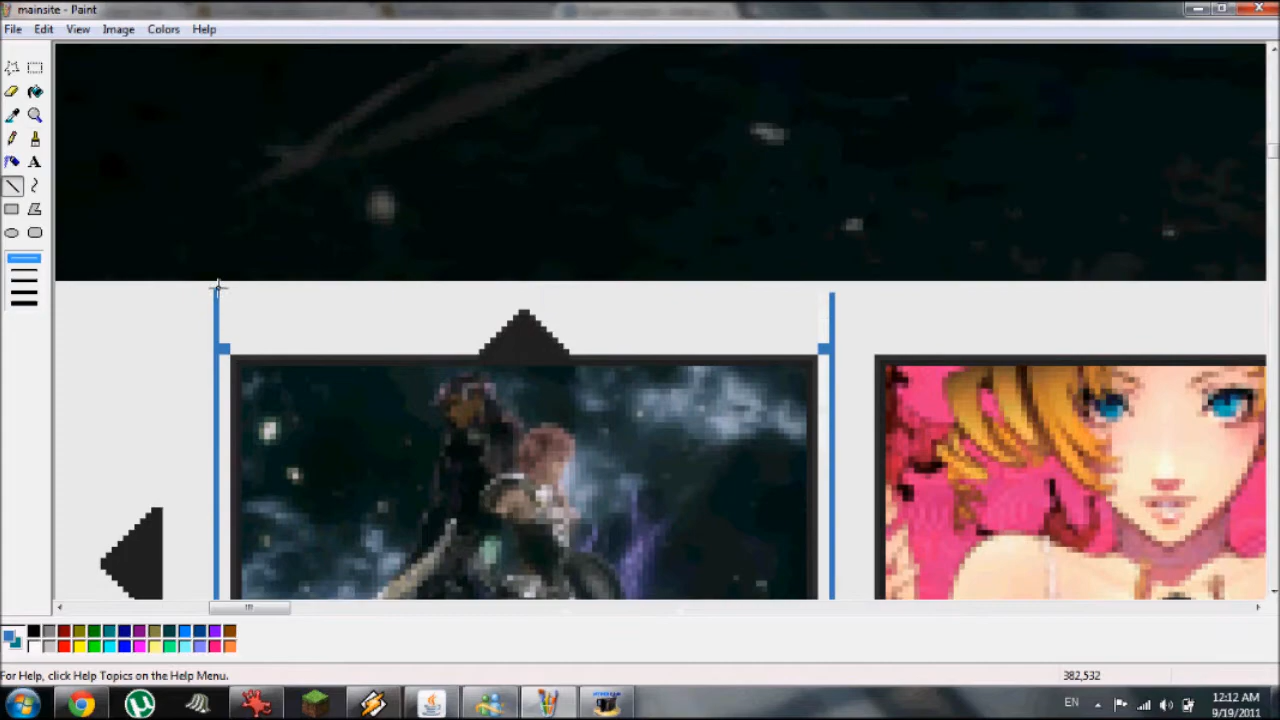 mainsite - Paint
File Edit View Image Colors Help
For Help, click Help Topics on the Help Menu.
382,532
EN
12:12 AM
9/19/2011